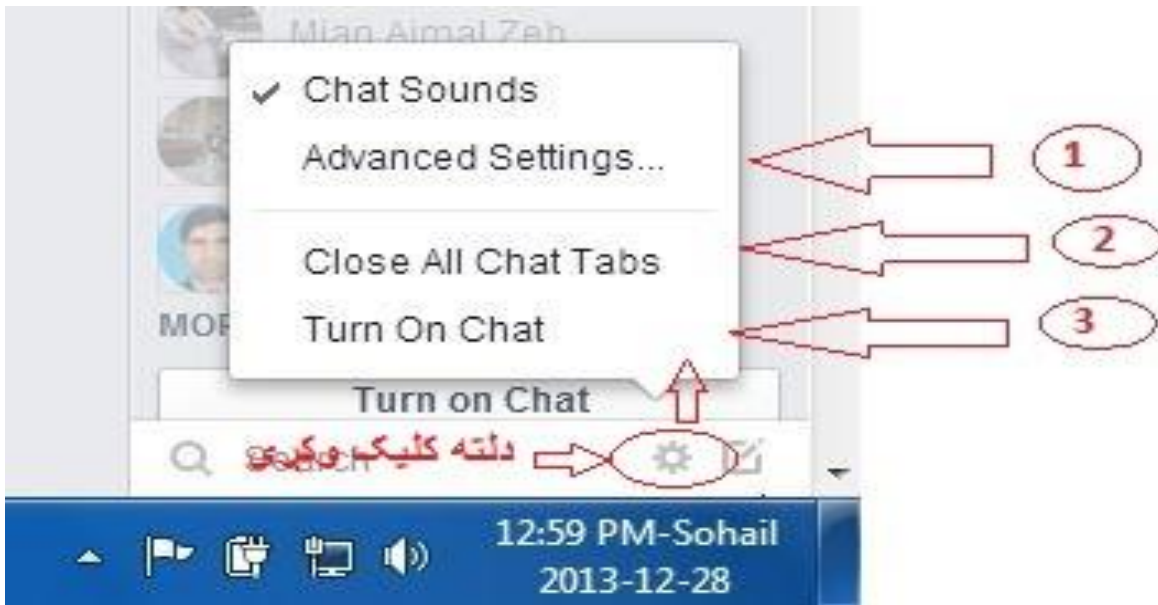 Mian Ajmal Zeb
✓ Chat Sounds
Advanced Settings...
1
Close All Chat Tabs
2
MOR
Turn On Chat
3
Turn on Chat
Search
دلته کلیک وکړی
12:59 PM-Sohail
2013-12-28